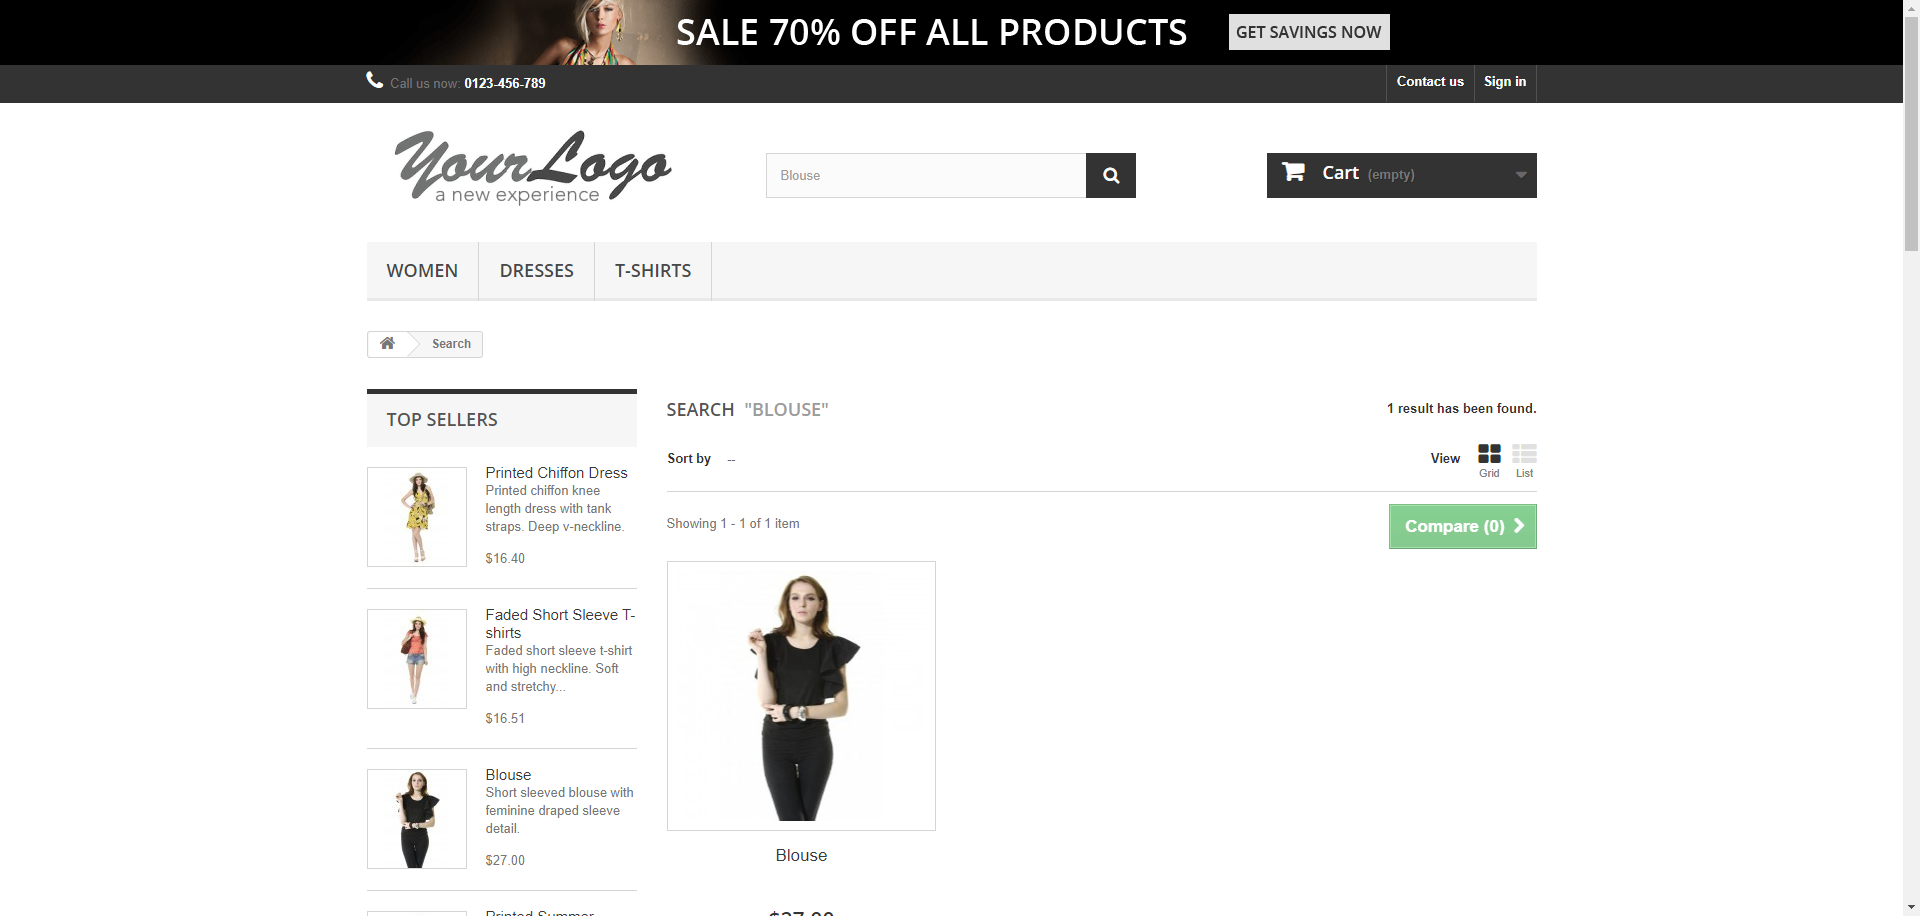 SALE 70% OFF ALL PRODUCTS
GET SAVINGS NOW
Call us now: 0123-456-789
Contact us
Sign in
YourLogo
a new experience
Blouse
Cart (empty)
WOMEN
DRESSES
T-SHIRTS
Search
TOP SELLERS
Printed Chiffon Dress
Printed chiffon knee
length dress with tank
straps. Deep v-neckline.
$16.40
Faded Short Sleeve T-
shirts
Faded short sleeve t-shirt
with high neckline. Soft
and stretchy...
$16.51
Blouse
Short sleeved blouse with
feminine draped sleeve
detail.
$27.00
Printed Summer
SEARCH "BLOUSE"
1 result has been found.
Sort by --
View
Grid
List
Showing 1 - 1 of 1 item
Compare (0)
Blouse
$27.00